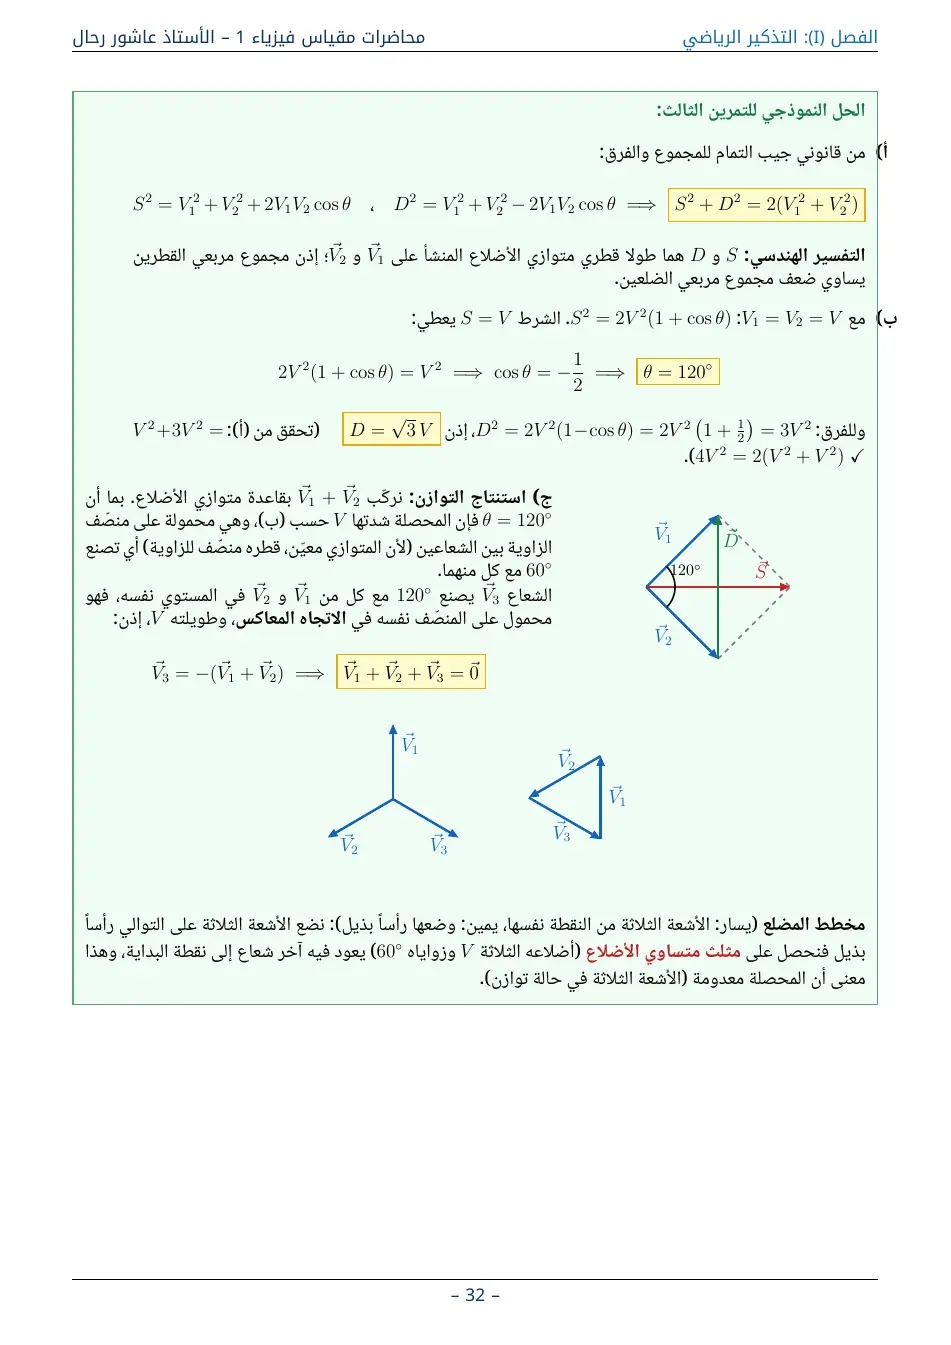 الفصل (I): التذكير الرياضي
محاضرات مقياس فيزياء 1 – الأستاذ عاشور رحال
الحل النموذجي للتمرين الثالث:
أ) من قانوني جيب التمام للمجموع والفرق:
S² = V₁² + V₂² + 2V₁V₂ cos θ ، D² = V₁² + V₂² − 2V₁V₂ cos θ ⟹ S² + D² = 2(V₁² + V₂²)
التفسير الهندسي: S و D هما طولا قطري متوازي الأضلاع المنشأ على V⃗₁ و V⃗₂؛ إذن مجموع مربعي القطرين
يساوي ضعف مجموع مربعي الضلعين.
ب) مع V₁ = V₂ = V: S² = 2V²(1 + cos θ). الشرط S = V يعطي:
2V²(1 + cos θ) = V² ⟹ cos θ = −1/2 ⟹ θ = 120°
وللفرق: D² = 2V²(1−cos θ) = 2V² (1 + 1/2) = 3V²، إذن D = √3 V (تحقق من (أ): V²+3V² =
4V² = 2(V² + V²) ✓).
ج) استنتاج التوازن: نركّب V⃗₁ + V⃗₂ بقاعدة متوازي الأضلاع. بما أن
θ = 120° فإن المحصلة شدتها V حسب (ب)، وهي محمولة على منصّف
الزاوية بين الشعاعين (لأن المتوازي معيّن، قطره منصّف للزاوية) أي تصنع
60° مع كل منهما.
الشعاع V⃗₃ يصنع 120° مع كل من V⃗₁ و V⃗₂ في المستوي نفسه، فهو
محمول على المنصّف نفسه في الاتجاه المعاكس، وطويلته V، إذن:
V⃗₃ = −(V⃗₁ + V⃗₂) ⟹ V⃗₁ + V⃗₂ + V⃗₃ = 0⃗
V⃗₁
D⃗
120°
S⃗
V⃗₂
V⃗₁
V⃗₂
V⃗₃
V⃗₂
V⃗₁
V⃗₃
مخطط المضلع (يسار: الأشعة الثلاثة من النقطة نفسها، يمين: وضعها رأساً بذيل): نضع الأشعة الثلاثة على التوالي رأساً
بذيل فنحصل على مثلث متساوي الأضلاع (أضلاعه الثلاثة V وزواياه 60°) يعود فيه آخر شعاع إلى نقطة البداية، وهذا
معنى أن المحصلة معدومة (الأشعة الثلاثة في حالة توازن).
– 32 –